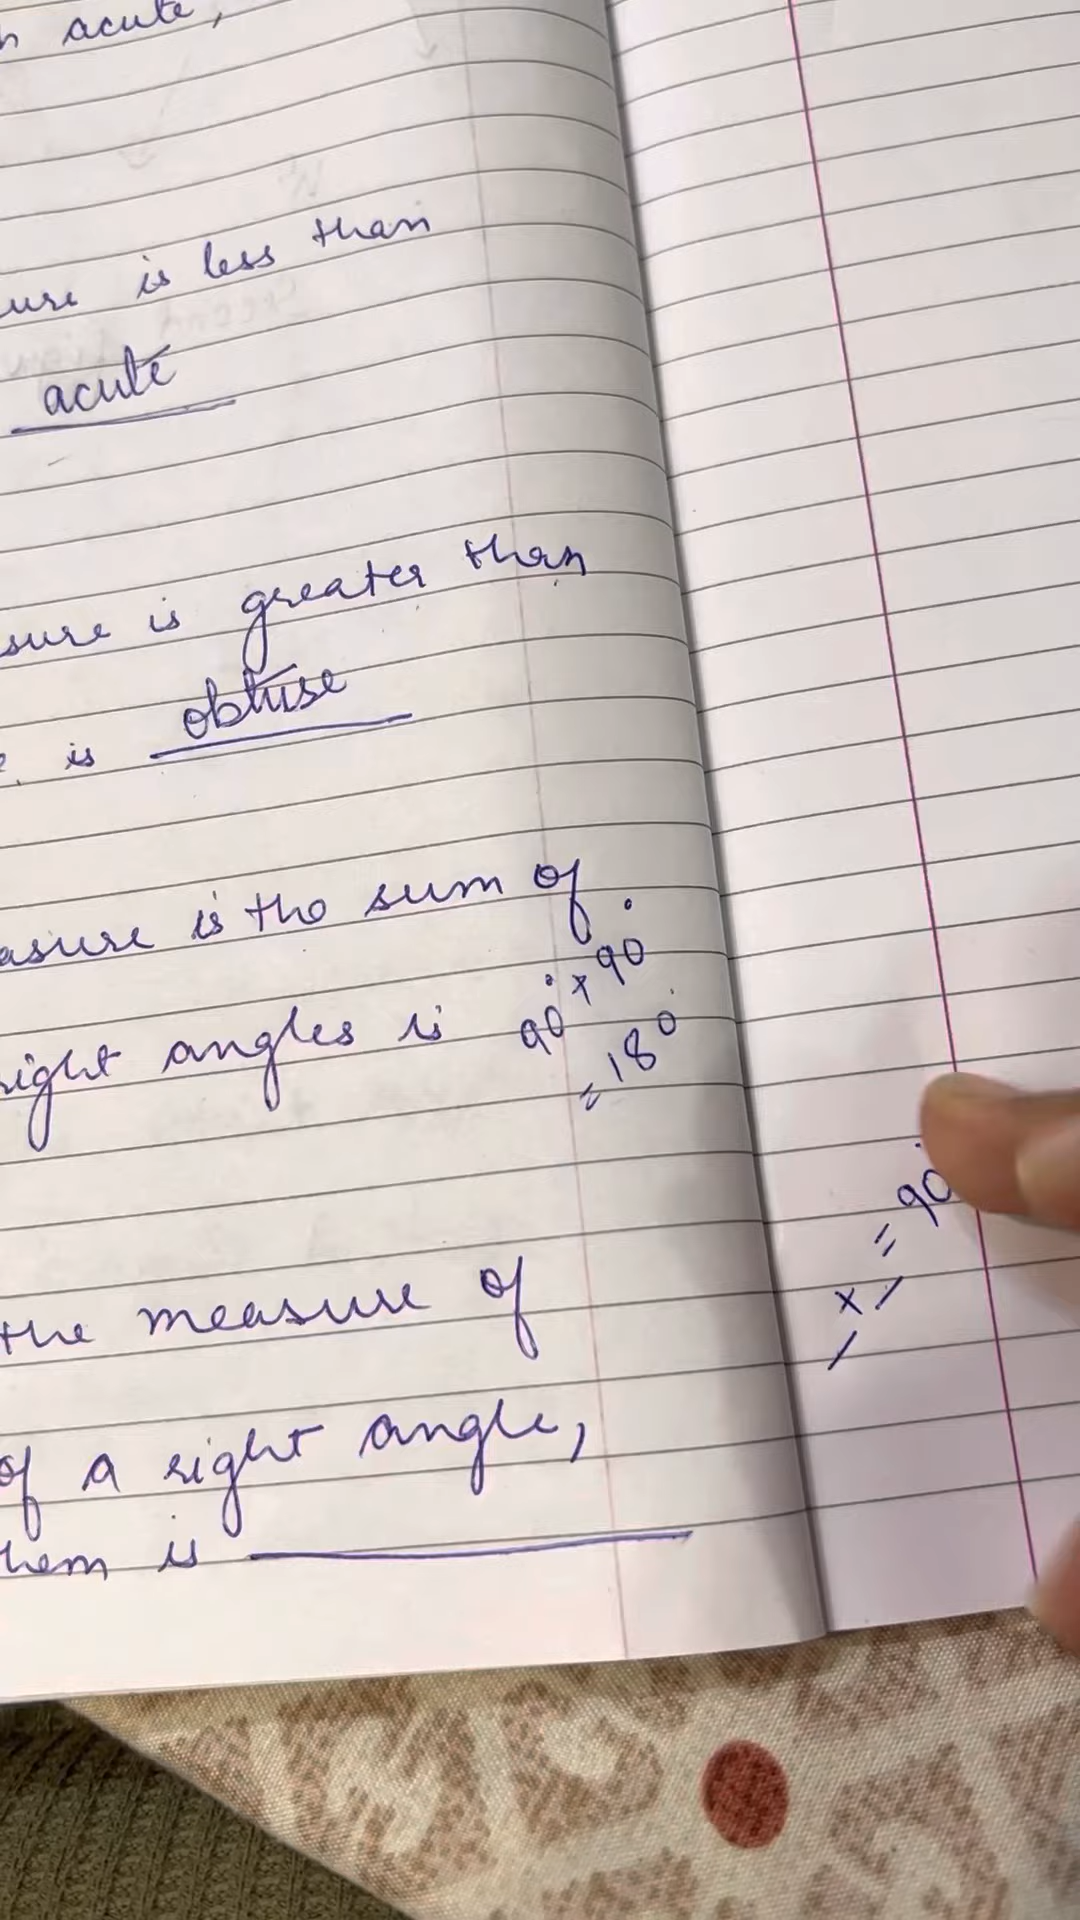 acute,
is less than
acute
is greater than
is obtuse
is the sum of
angles is 90° × 90°
= 18°
= 90
the measure of
of a right angle,
is